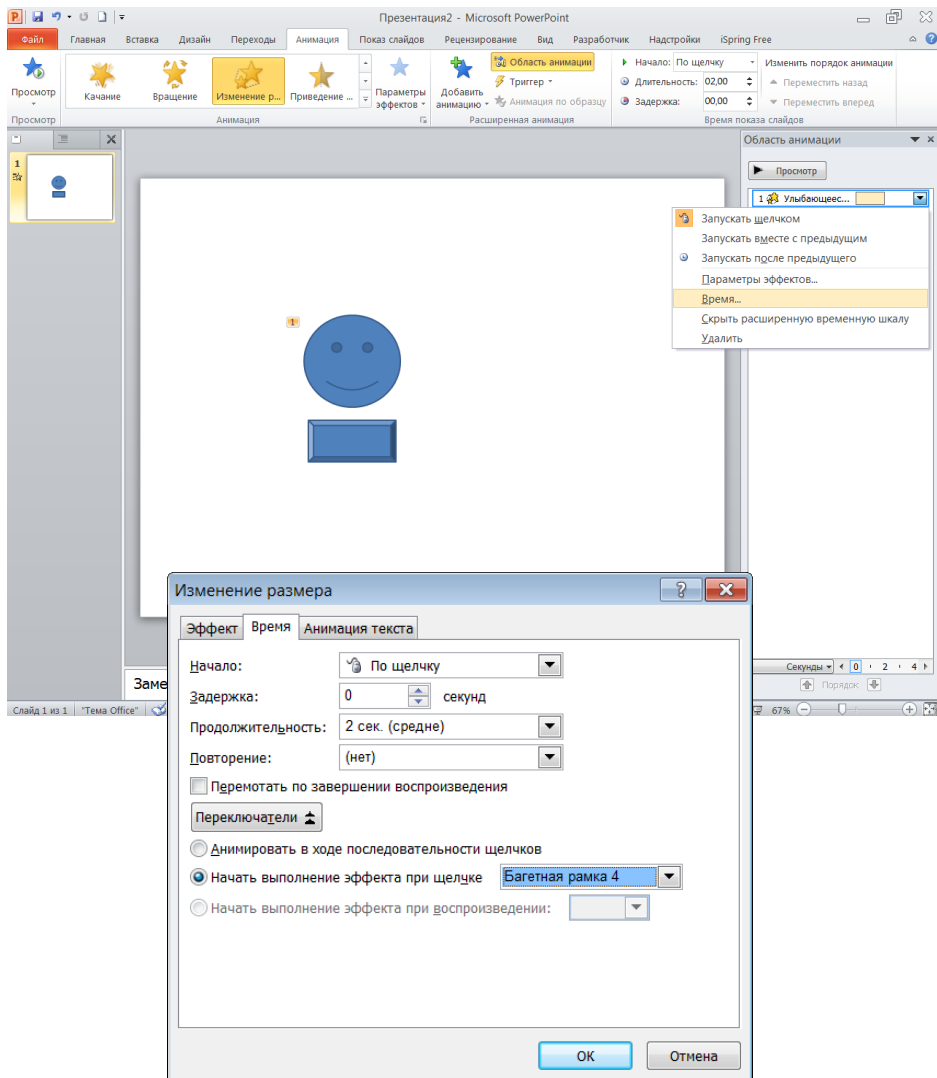 Презентация2 - Microsoft PowerPoint
Файл Главная Вставка Дизайн Переходы Анимация Показ слайдов Рецензирование Вид Разработчик Надстройки iSpring Free
Просмотр
Качание Вращение Изменение р... Приведение ...
Параметры эффектов
Добавить анимацию
Область анимации
Триггер
Анимация по образцу
Начало: По щелчку
Длительность: 02,00
Задержка: 00,00
Изменить порядок анимации
Переместить назад
Переместить вперед
Просмотр Анимация Расширенная анимация Время показа слайдов
Область анимации
Просмотр
1 Улыбающеес...
Запускать щелчком
Запускать вместе с предыдущим
Запускать после предыдущего
Параметры эффектов...
Время...
Скрыть расширенную временную шкалу
Удалить
1
1
Изменение размера
Эффект Время Анимация текста
Начало: По щелчку
Задержка: 0 секунд
Продолжительность: 2 сек. (средне)
Повторение: (нет)
Перемотать по завершении воспроизведения
Переключатели
Анимировать в ходе последовательности щелчков
Начать выполнение эффекта при щелчке Багетная рамка 4
Начать выполнение эффекта при воспроизведении:
OK Отмена
Заме
Секунды 0 2 4
Порядок
Слайд 1 из 1 "Тема Office" 67%